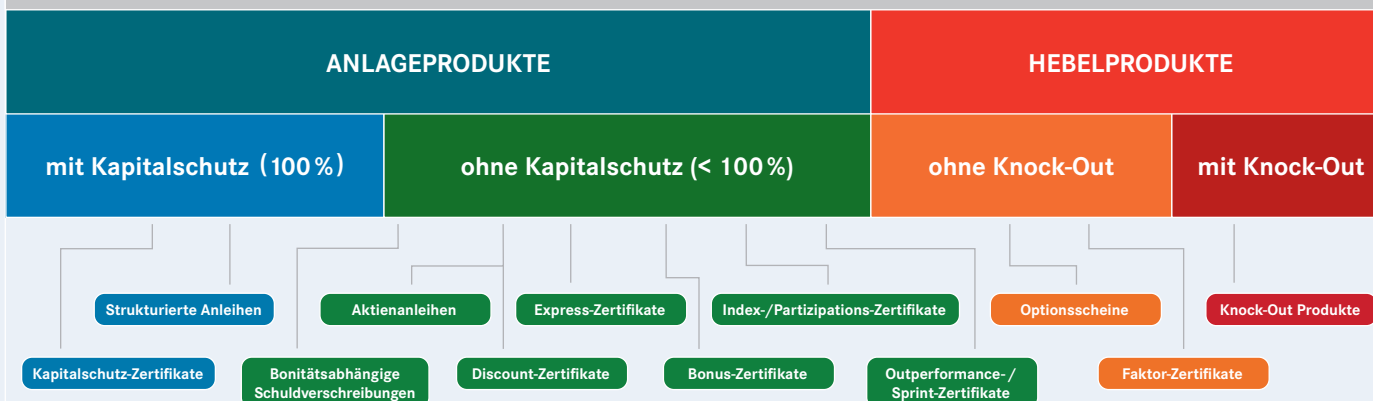 ANLAGEPRODUKTE
HEBELPRODUKTE
mit Kapitalschutz (100%)
ohne Kapitalschutz (< 100%)
ohne Knock-Out
mit Knock-Out
Strukturierte Anleihen
Aktienanleihen
Express-Zertifikate
Index-/Partizipations-Zertifikate
Optionsscheine
Knock-Out Produkte
Kapitalschutz-Zertifikate
Bonitätsabhängige
Schuldverschreibungen
Discount-Zertifikate
Bonus-Zertifikate
Outperformance-/
Sprint-Zertifikate
Faktor-Zertifikate